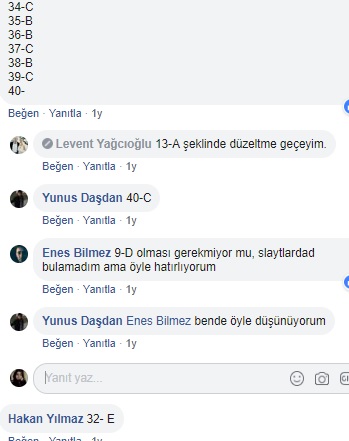 34-C
35-B
36-B
37-C
38-B
39-C
40-
Beğen · Yanıtla · 1y
Levent Yağcıoğlu 13-A şeklinde düzeltme geçeyim.
Beğen · Yanıtla · 1y
Yunus Daşdan 40-C
Beğen · Yanıtla · 1y
Enes Bilmez 9-D olması gerekmiyor mu, slaytlardad
bulamadım ama öyle hatırlıyorum
Beğen · Yanıtla · 1y
Yunus Daşdan Enes Bilmez bende öyle düşünüyorum
Beğen · Yanıtla · 1y
Yanıt yaz...
Hakan Yılmaz 32- E
Beğen · Yanıtla · 1y